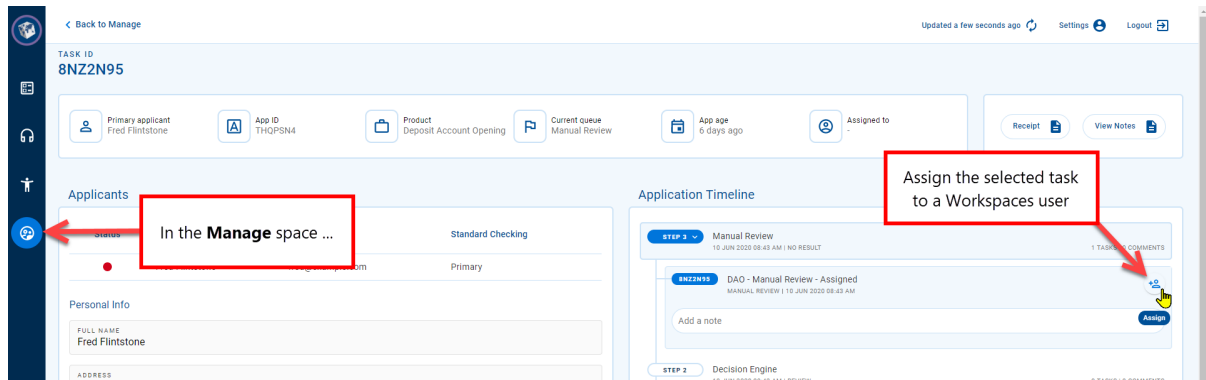 Back to Manage
Updated a few seconds ago
Settings
Logout
TASK ID
8NZ2N95
Primary applicant
Fred Flintstone
App ID
THQPSN4
Product
Deposit Account Opening
Current queue
Manual Review
App age
6 days ago
Assigned to
-
Receipt
View Notes
Assign the selected task
to a Workspaces user
Applicants
In the Manage space ...
Standard Checking
Primary
Personal Info
FULL NAME
Fred Flintstone
ADDRESS
Application Timeline
STEP 3
Manual Review
10 JUN 2020 08:43 AM | NO RESULT
COMMENTS
8NZ2N95
DAO - Manual Review - Assigned
MANUAL REVIEW | 10 JUN 2020 08:43 AM
Add a note
Assign
STEP 2
Decision Engine